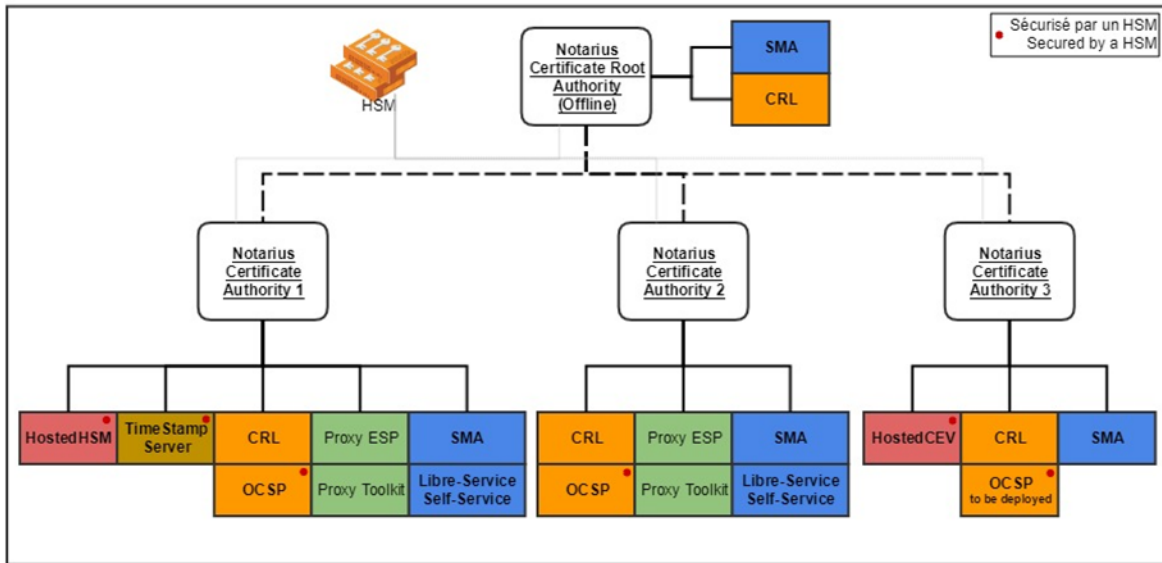 Sécurisé par un HSM
Secured by a HSM
HSM
Notarius
Certificate Root
Authority
(Offline)
SMA
CRL
Notarius
Certificate
Authority 1
Notarius
Certificate
Authority 2
Notarius
Certificate
Authority 3
HostedHSM
TimeStamp
Server
CRL
Proxy ESP
SMA
OCSP
Proxy Toolkit
Libre-Service
Self-Service
CRL
Proxy ESP
SMA
OCSP
Proxy Toolkit
Libre-Service
Self-Service
HostedCEV
CRL
SMA
OCSP
to be deployed